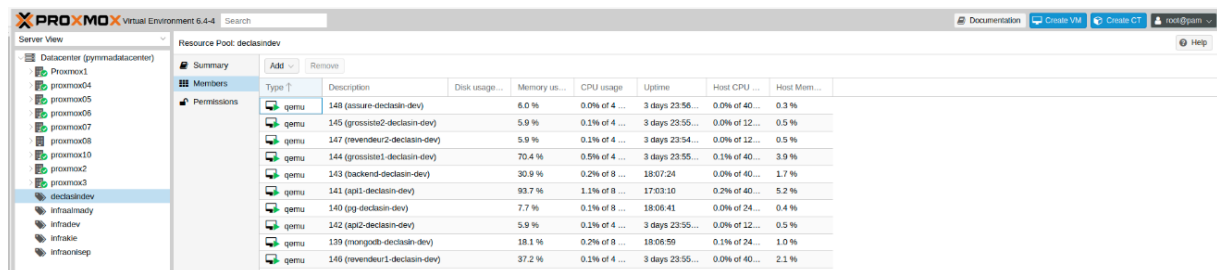 PROXMOX Virtual Environment 6.4-4 Search Documentation Create VM Create CT root@pam
Server View
Datacenter (pymmadatacenter)
Proxmox1
proxmox04
proxmox05
proxmox06
proxmox07
proxmox08
proxmox10
proxmox2
proxmox3
declasindev
infraalmady
infradev
infrakie
infraonisep
Resource Pool: declasindev Help
Summary
Members
Permissions
Add Remove
Type Description Disk usage... Memory us... CPU usage Uptime Host CPU ... Host Mem...
qemu 148 (assure-declasin-dev) 6.0 % 0.0% of 4 ... 3 days 23:56... 0.0% of 40... 0.3 %
qemu 145 (grossiste2-declasin-dev) 5.9 % 0.1% of 4 ... 3 days 23:55... 0.0% of 12... 0.5 %
qemu 147 (revendeur2-declasin-dev) 5.9 % 0.1% of 4 ... 3 days 23:54... 0.0% of 12... 0.5 %
qemu 144 (grossiste1-declasin-dev) 70.4 % 0.5% of 4 ... 3 days 23:55... 0.1% of 40... 3.9 %
qemu 143 (backend-declasin-dev) 30.9 % 0.2% of 8 ... 18:07:24 0.0% of 40... 1.7 %
qemu 141 (api1-declasin-dev) 93.7 % 1.1% of 8 ... 17:03:10 0.2% of 40... 5.2 %
qemu 140 (pg-declasin-dev) 7.7 % 0.1% of 8 ... 18:06:41 0.0% of 24... 0.4 %
qemu 142 (api2-declasin-dev) 5.9 % 0.1% of 4 ... 3 days 23:55... 0.0% of 12... 0.5 %
qemu 139 (mongodb-declasin-dev) 18.1 % 0.2% of 8 ... 18:06:59 0.1% of 24... 1.0 %
qemu 146 (revendeur1-declasin-dev) 37.2 % 0.1% of 4 ... 3 days 23:55... 0.0% of 40... 2.1 %